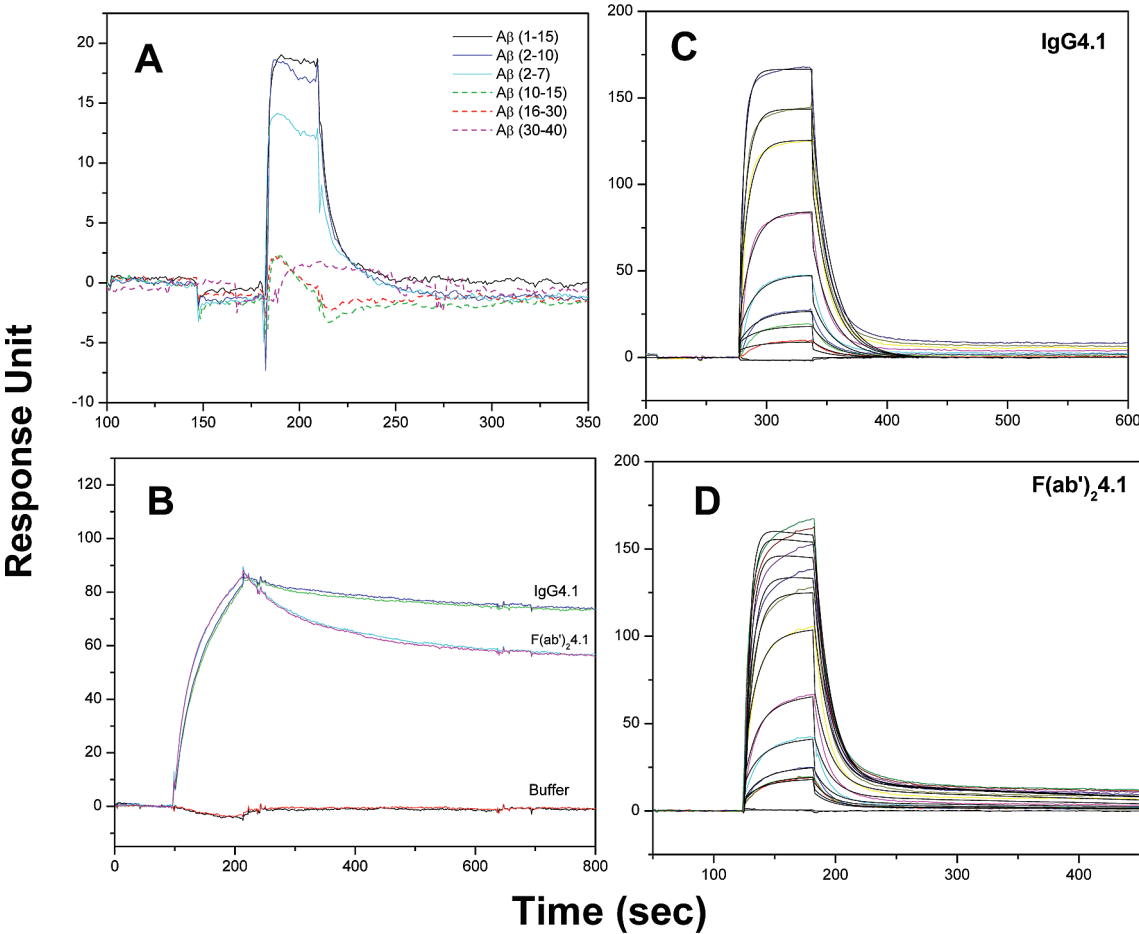 Response Unit
A
Aβ (1-15)
Aβ (2-10)
Aβ (2-7)
Aβ (10-15)
Aβ (16-30)
Aβ (30-40)
20
15
10
5
0
-5
-10
100 150 200 250 300 350
C
IgG4.1
200
150
100
50
0
200 300 400 500 600
B
IgG4.1
F(ab')₂4.1
Buffer
120
100
80
60
40
20
0
0 200 400 600 800
D
F(ab')₂4.1
200
150
100
50
0
100 200 300 400
Time (sec)